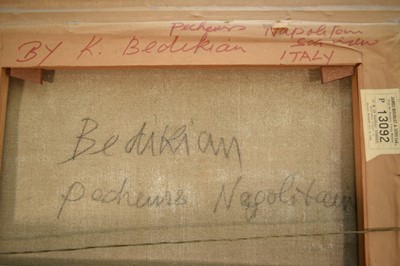 Pecheurs Napolitain
BY K. Bedikian
ITALY
P 13092
Bedikian
pecheurs Napolitain